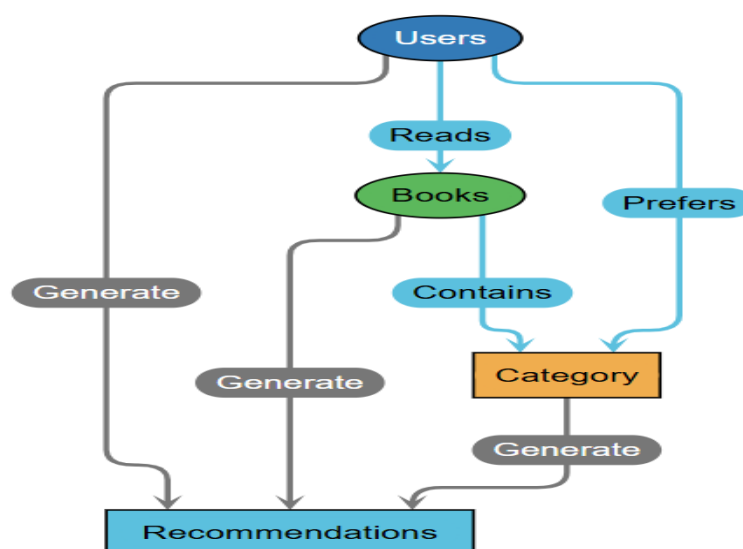 Users
Reads
Books
Prefers
Generate
Contains
Generate
Category
Generate
Recommendations